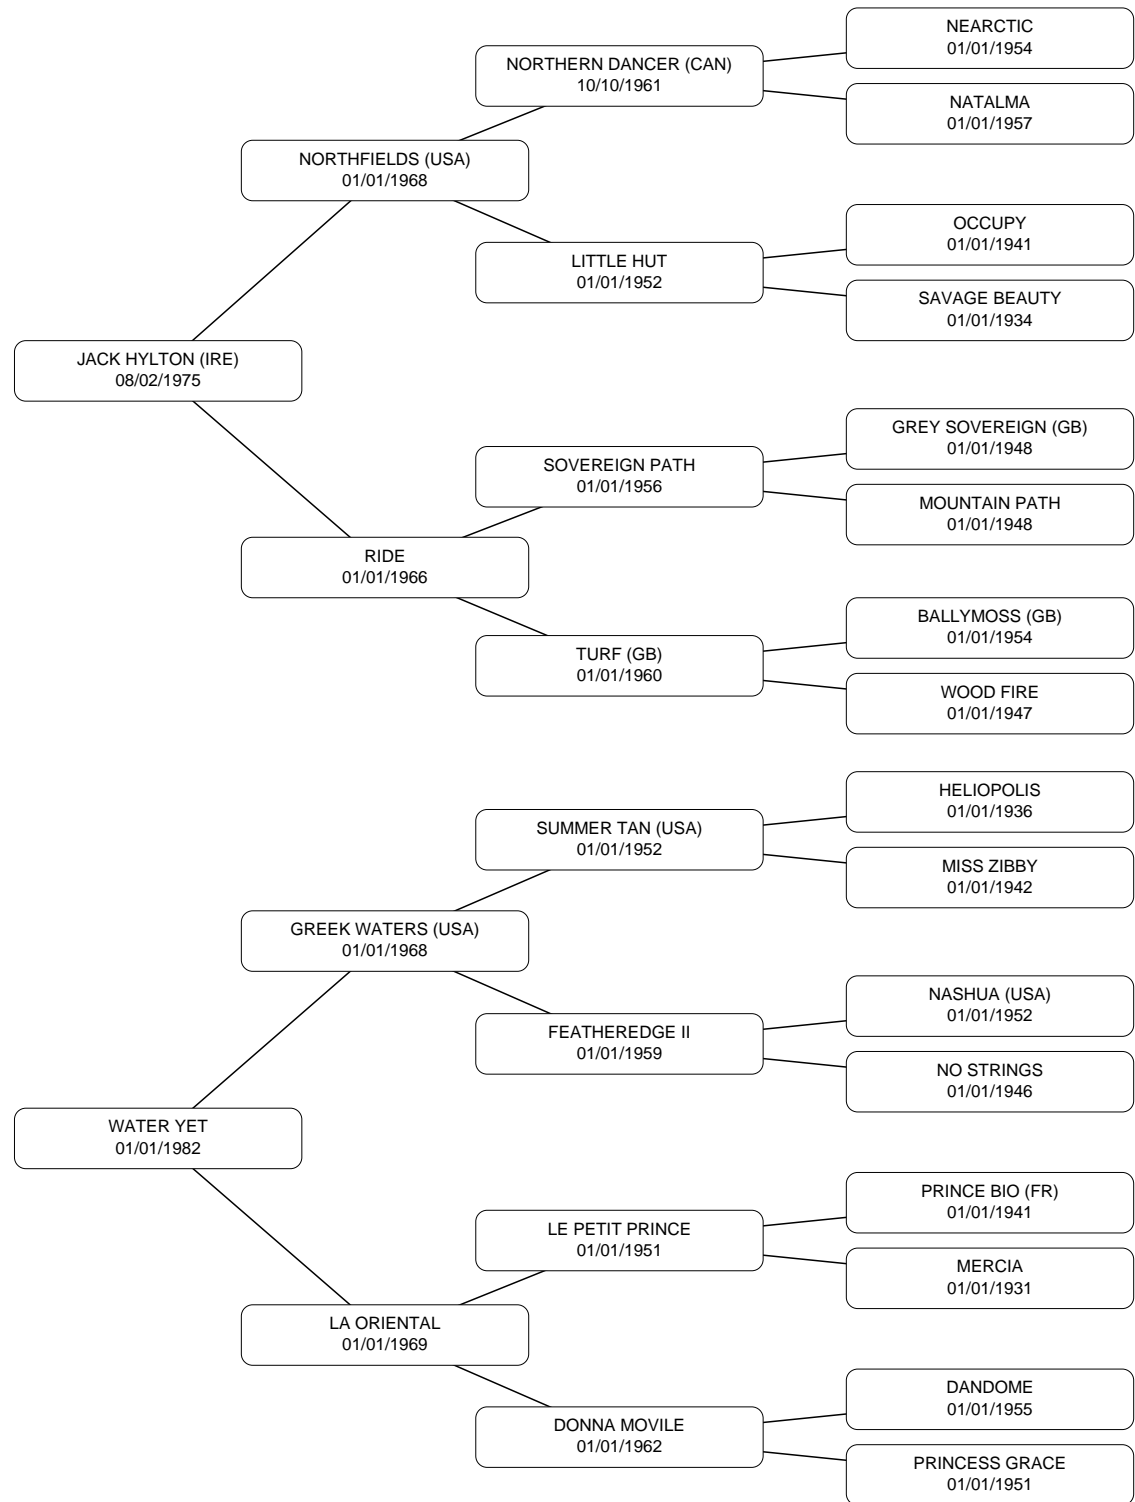 NEARCTIC
01/01/1954
NORTHERN DANCER (CAN)
10/10/1961
NATALMA
01/01/1957
NORTHFIELDS (USA)
01/01/1968
OCCUPY
01/01/1941
LITTLE HUT
01/01/1952
SAVAGE BEAUTY
01/01/1934
JACK HYLTON (IRE)
08/02/1975
GREY SOVEREIGN (GB)
01/01/1948
SOVEREIGN PATH
01/01/1956
MOUNTAIN PATH
01/01/1948
RIDE
01/01/1966
BALLYMOSS (GB)
01/01/1954
TURF (GB)
01/01/1960
WOOD FIRE
01/01/1947
HELIOPOLIS
01/01/1936
SUMMER TAN (USA)
01/01/1952
MISS ZIBBY
01/01/1942
GREEK WATERS (USA)
01/01/1968
NASHUA (USA)
01/01/1952
FEATHEREDGE II
01/01/1959
NO STRINGS
01/01/1946
WATER YET
01/01/1982
PRINCE BIO (FR)
01/01/1941
LE PETIT PRINCE
01/01/1951
MERCIA
01/01/1931
LA ORIENTAL
01/01/1969
DANDOME
01/01/1955
DONNA MOVILE
01/01/1962
PRINCESS GRACE
01/01/1951